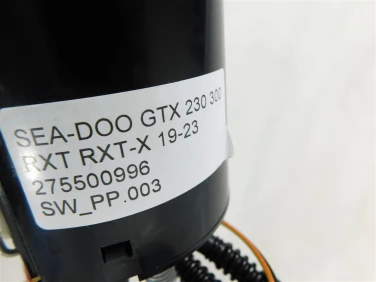 SEA-DOO GTX 230 300
RXT RXT-X 19-23
275500996
SW_PP.003